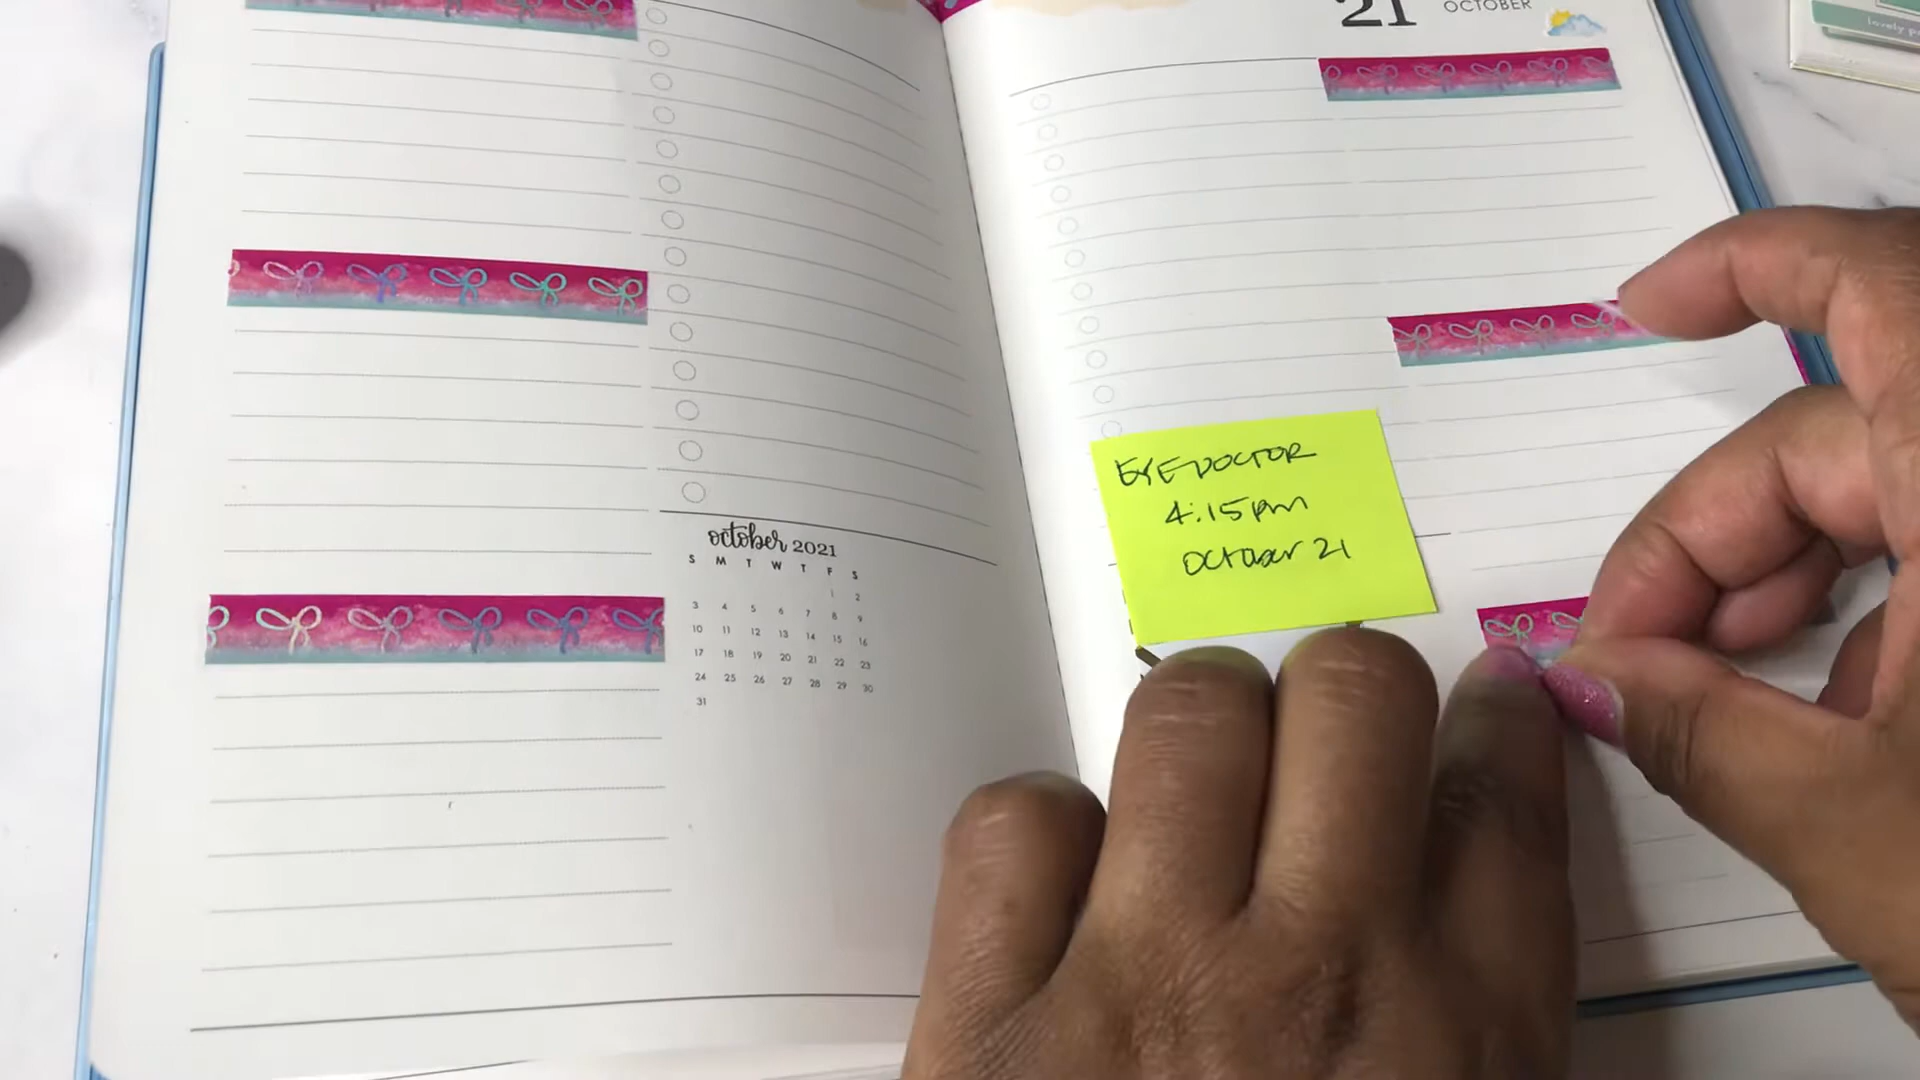 21 OCTOBER
lovely
EYE DOCTOR
4:15pm
October 21
october 2021
S M T W T F S
1 2
3 4 5 6 7 8 9
10 11 12 13 14 15 16
17 18 19 20 21 22 23
24 25 26 27 28 29 30
31